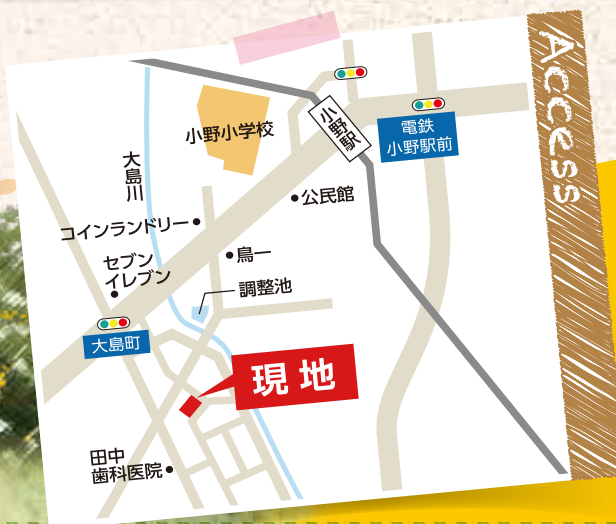 Access
小野駅
電鉄
小野駅前
小野小学校
大島川
公民館
コインランドリー
鳥一
セブン
イレブン
調整池
大島町
現地
田中
歯科医院